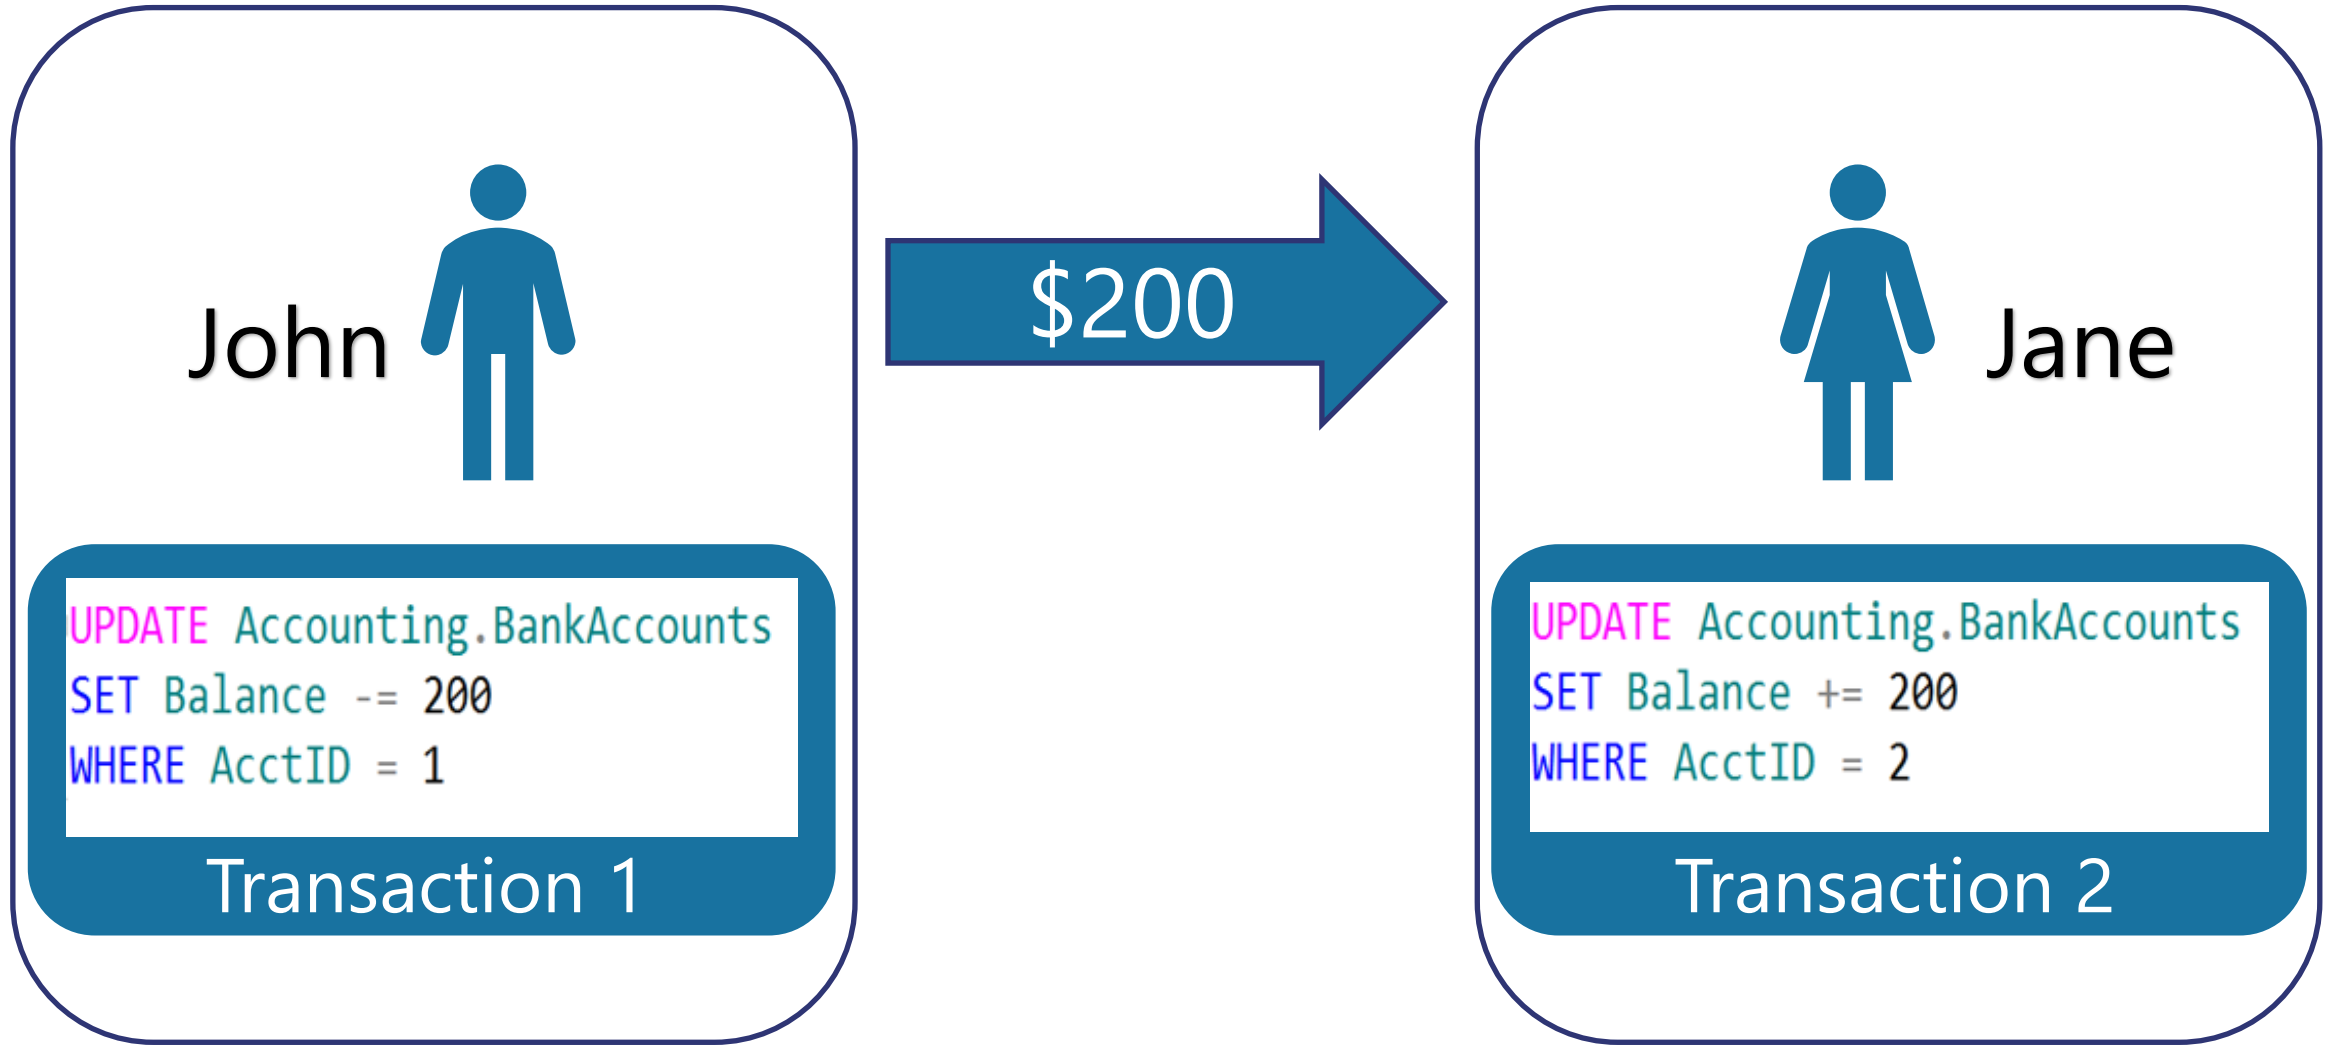 John
$200
Jane
UPDATE Accounting.BankAccounts
SET Balance -= 200
WHERE AcctID = 1
Transaction 1
UPDATE Accounting.BankAccounts
SET Balance += 200
WHERE AcctID = 2
Transaction 2